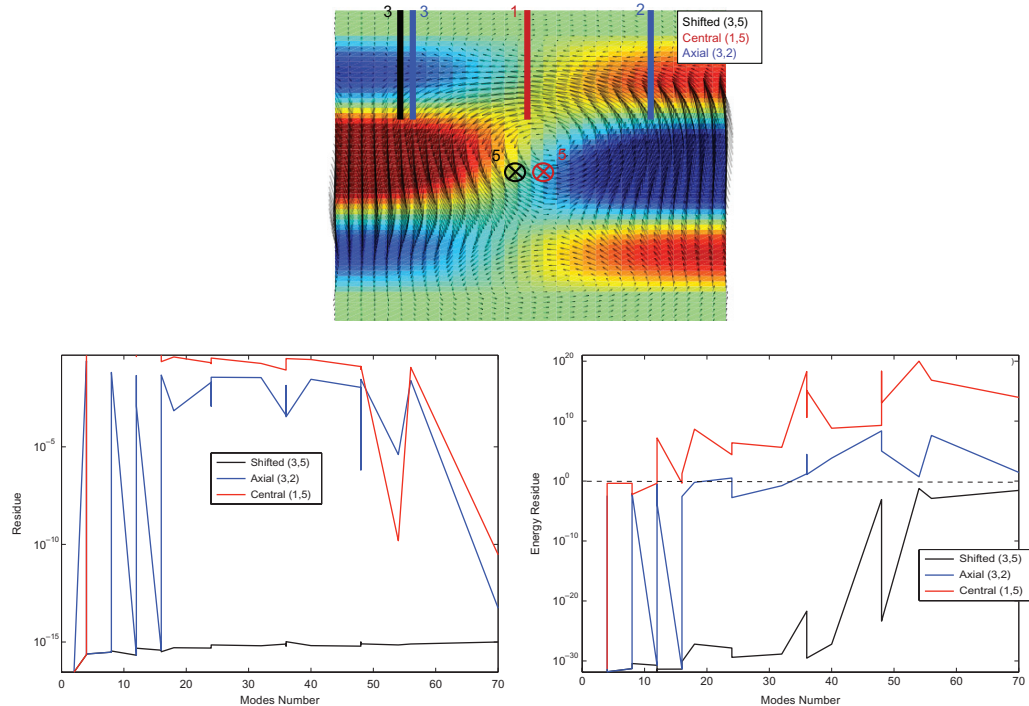 3
3
1
2
Shifted (3,5)
Central (1,5)
Axial (3,2)
5
5
10^-5
10^-10
10^-15
Residue
Shifted (3,5)
Axial (3,2)
Central (1,5)
0
10
20
30
40
50
60
70
Modes Number
10^20
10^10
10^0
10^-10
10^-20
10^-30
Energy Residue
)
Shifted (3,5)
Axial (3,2)
Central (1,5)
0
10
20
30
40
50
60
70
Modes Number